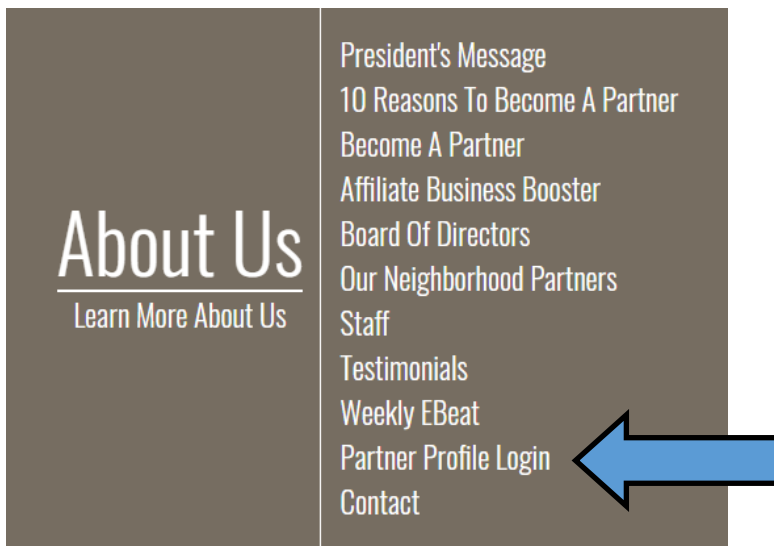 About Us
Learn More About Us
President's Message
10 Reasons To Become A Partner
Become A Partner
Affiliate Business Booster
Board Of Directors
Our Neighborhood Partners
Staff
Testimonials
Weekly EBeat
Partner Profile Login
Contact